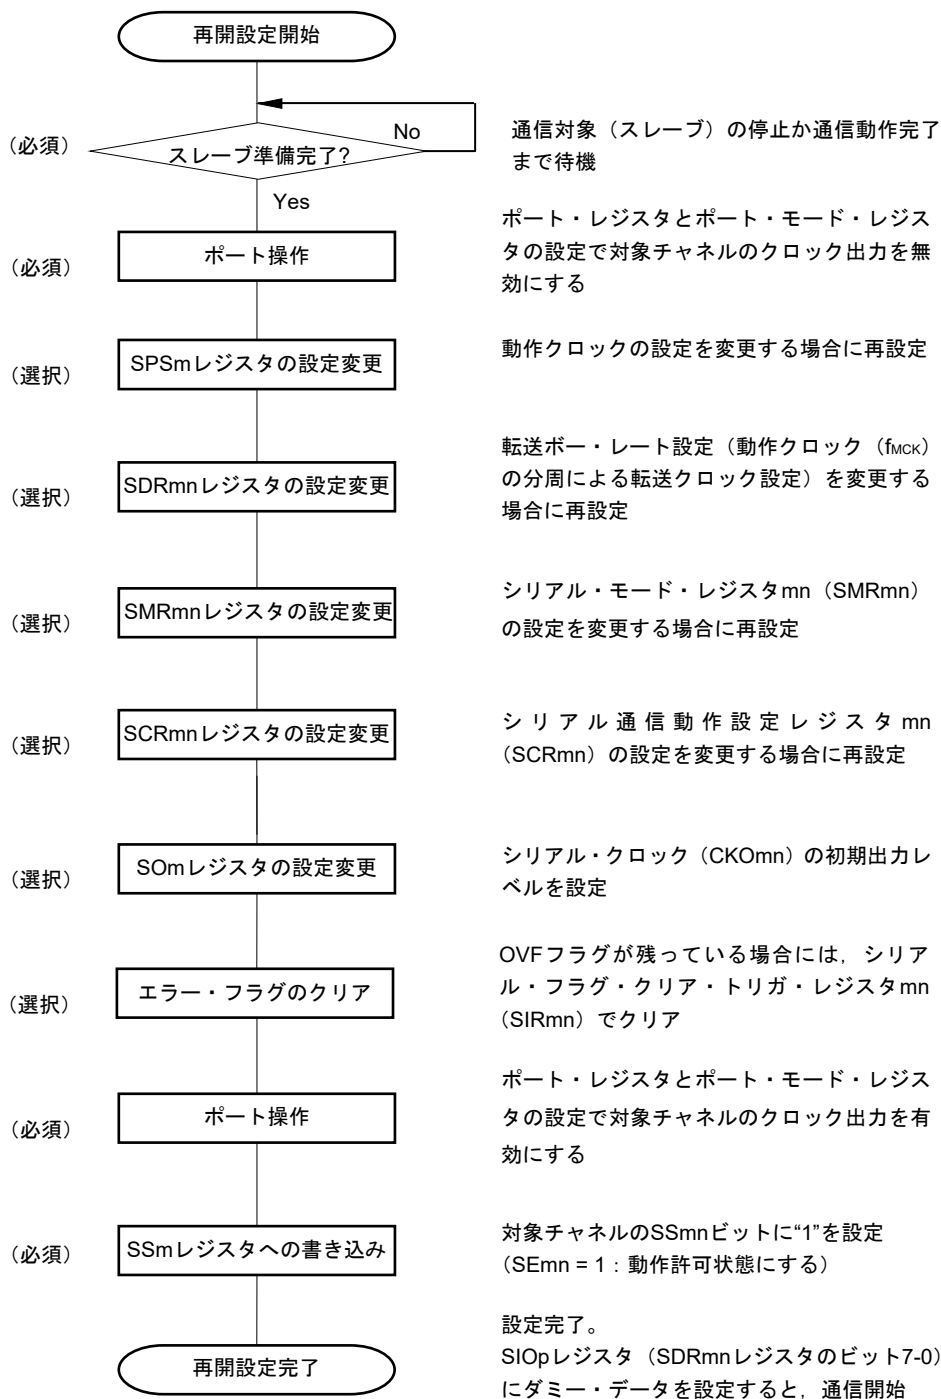 再開設定開始
（必須）
スレーブ準備完了?
No
Yes
通信対象（スレーブ）の停止か通信動作完了
まで待機
（必須）
ポート操作
ポート・レジスタとポート・モード・レジス
タの設定で対象チャネルのクロック出力を無
効にする
（選択）
SPSmレジスタの設定変更
動作クロックの設定を変更する場合に再設定
（選択）
SDRmnレジスタの設定変更
転送ボー・レート設定（動作クロック（fMCK）
の分周による転送クロック設定）を変更する
場合に再設定
（選択）
SMRmnレジスタの設定変更
シリアル・モード・レジスタmn（SMRmn）
の設定を変更する場合に再設定
（選択）
SCRmnレジスタの設定変更
シリアル通信動作設定レジスタmn
（SCRmn）の設定を変更する場合に再設定
（選択）
SOmレジスタの設定変更
シリアル・クロック（CKOmn）の初期出力レ
ベルを設定
（選択）
エラー・フラグのクリア
OVFフラグが残っている場合には，シリア
ル・フラグ・クリア・トリガ・レジスタmn
（SIRmn）でクリア
（必須）
ポート操作
ポート・レジスタとポート・モード・レジス
タの設定で対象チャネルのクロック出力を有
効にする
（必須）
SSmレジスタへの書き込み
対象チャネルのSSmnビットに“1”を設定
（SEmn = 1：動作許可状態にする）
再開設定完了
設定完了。
SIOpレジスタ（SDRmnレジスタのビット7-0）
にダミー・データを設定すると，通信開始